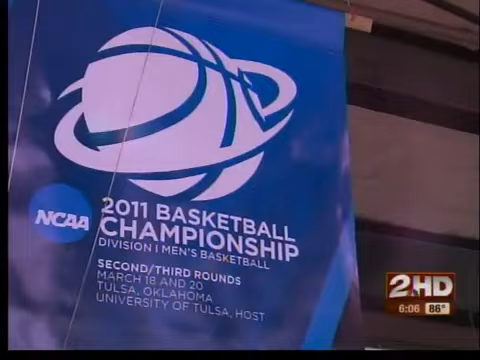 NCAA
2011 BASKETBALL
CHAMPIONSHIP
DIVISION I MEN'S BASKETBALL
SECOND/THIRD ROUNDS
MARCH 18 AND 20
TULSA, OKLAHOMA
UNIVERSITY OF TULSA, HOST
2HD
6:06 86°